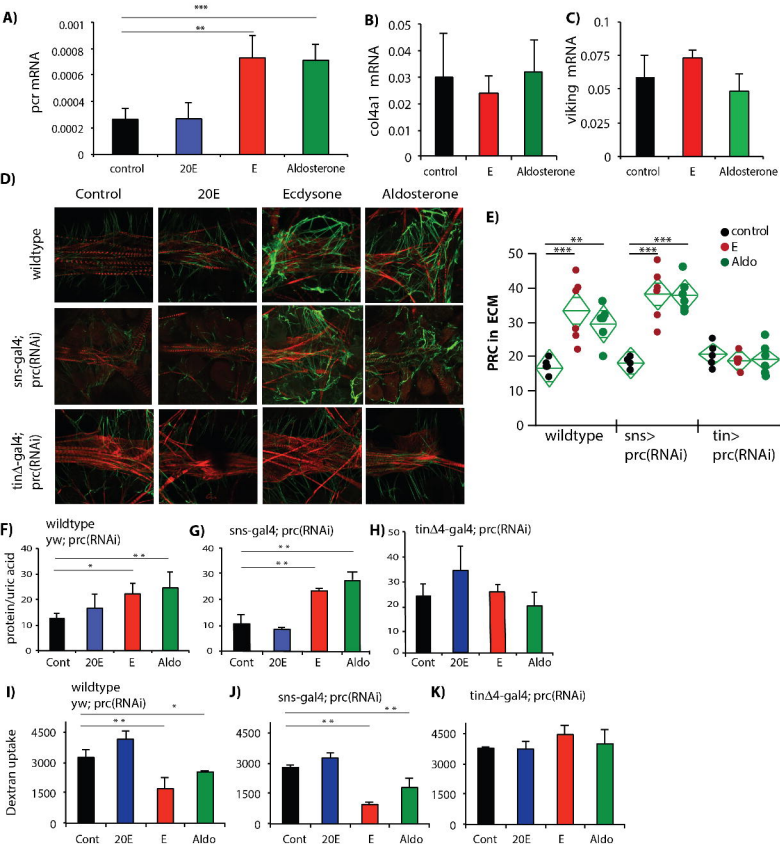 A)
***
**
pcr mRNA
0.001
0.0008
0.0006
0.0004
0.0002
0
control 20E E Aldosterone
B)
col4a1 mRNA
0.05
0.04
0.03
0.02
0.01
0.00
control E Aldosterone
C)
viking mRNA
0.1
0.075
0.05
0.025
0.00
control E Aldosterone
D)
Control 20E Ecdysone Aldosterone
wildtype
sns-gal4;
prc(RNAi)
tinΔ-gal4;
prc(RNAi)
E)
control
E
Aldo
PRC in ECM
50
40
30
20
10
0
** ***
*** ***
wildtype sns> tin>
prc(RNAi) prc(RNAi)
F) wildtype
yw; prc(RNAi)
protein/uric acid
40
30
20
10
0
* *
*
Cont 20E E Aldo
G) sns-gal4; prc(RNAi)
40
30
20
10
0
* *
* *
Cont 20E E Aldo
H) tinΔ4-gal4; prc(RNAi)
50
40
30
20
10
0
Cont 20E E Aldo
I) wildtype
yw; prc(RNAi)
Dextran uptake
4500
3000
1500
0
*
* *
Cont 20E E Aldo
J) sns-gal4; prc(RNAi)
4500
3000
1500
0
* *
* *
Cont 20E E Aldo
K) tinΔ4-gal4; prc(RNAi)
4500
3000
1500
0
Cont 20E E Aldo